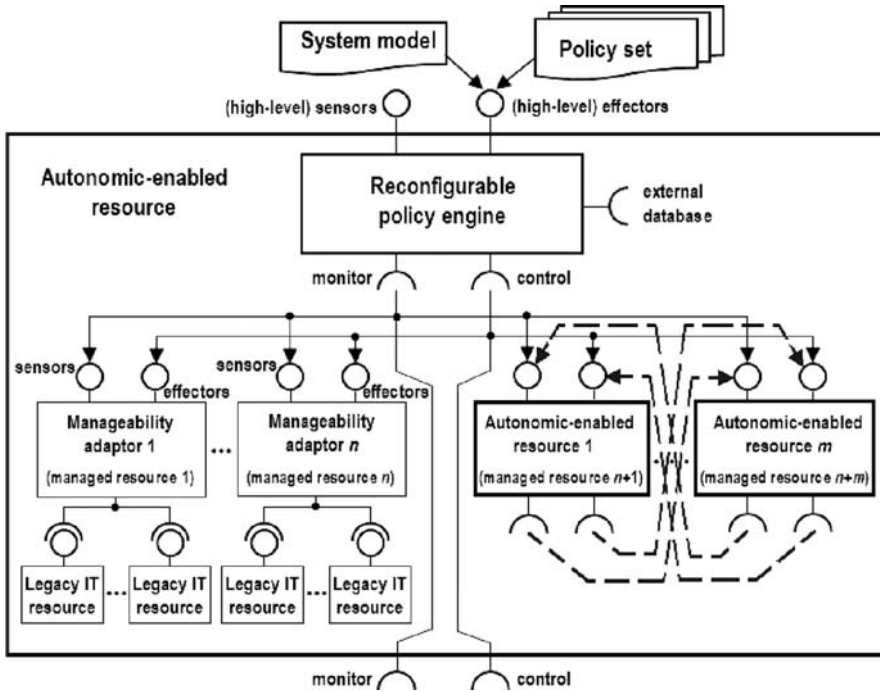 System model
Policy set
(high-level) sensors
(high-level) effectors
Autonomic-enabled
resource
Reconfigurable
policy engine
external
database
monitor
control
sensors
effectors
sensors
effectors
Manageability
adaptor 1
(managed resource 1)
...
Manageability
adaptor n
(managed resource n)
Autonomic-enabled
resource 1
(managed resource n+1)
...
Autonomic-enabled
resource m
(managed resource n+m)
Legacy IT
resource
...
Legacy IT
resource
Legacy IT
resource
...
Legacy IT
resource
monitor
control